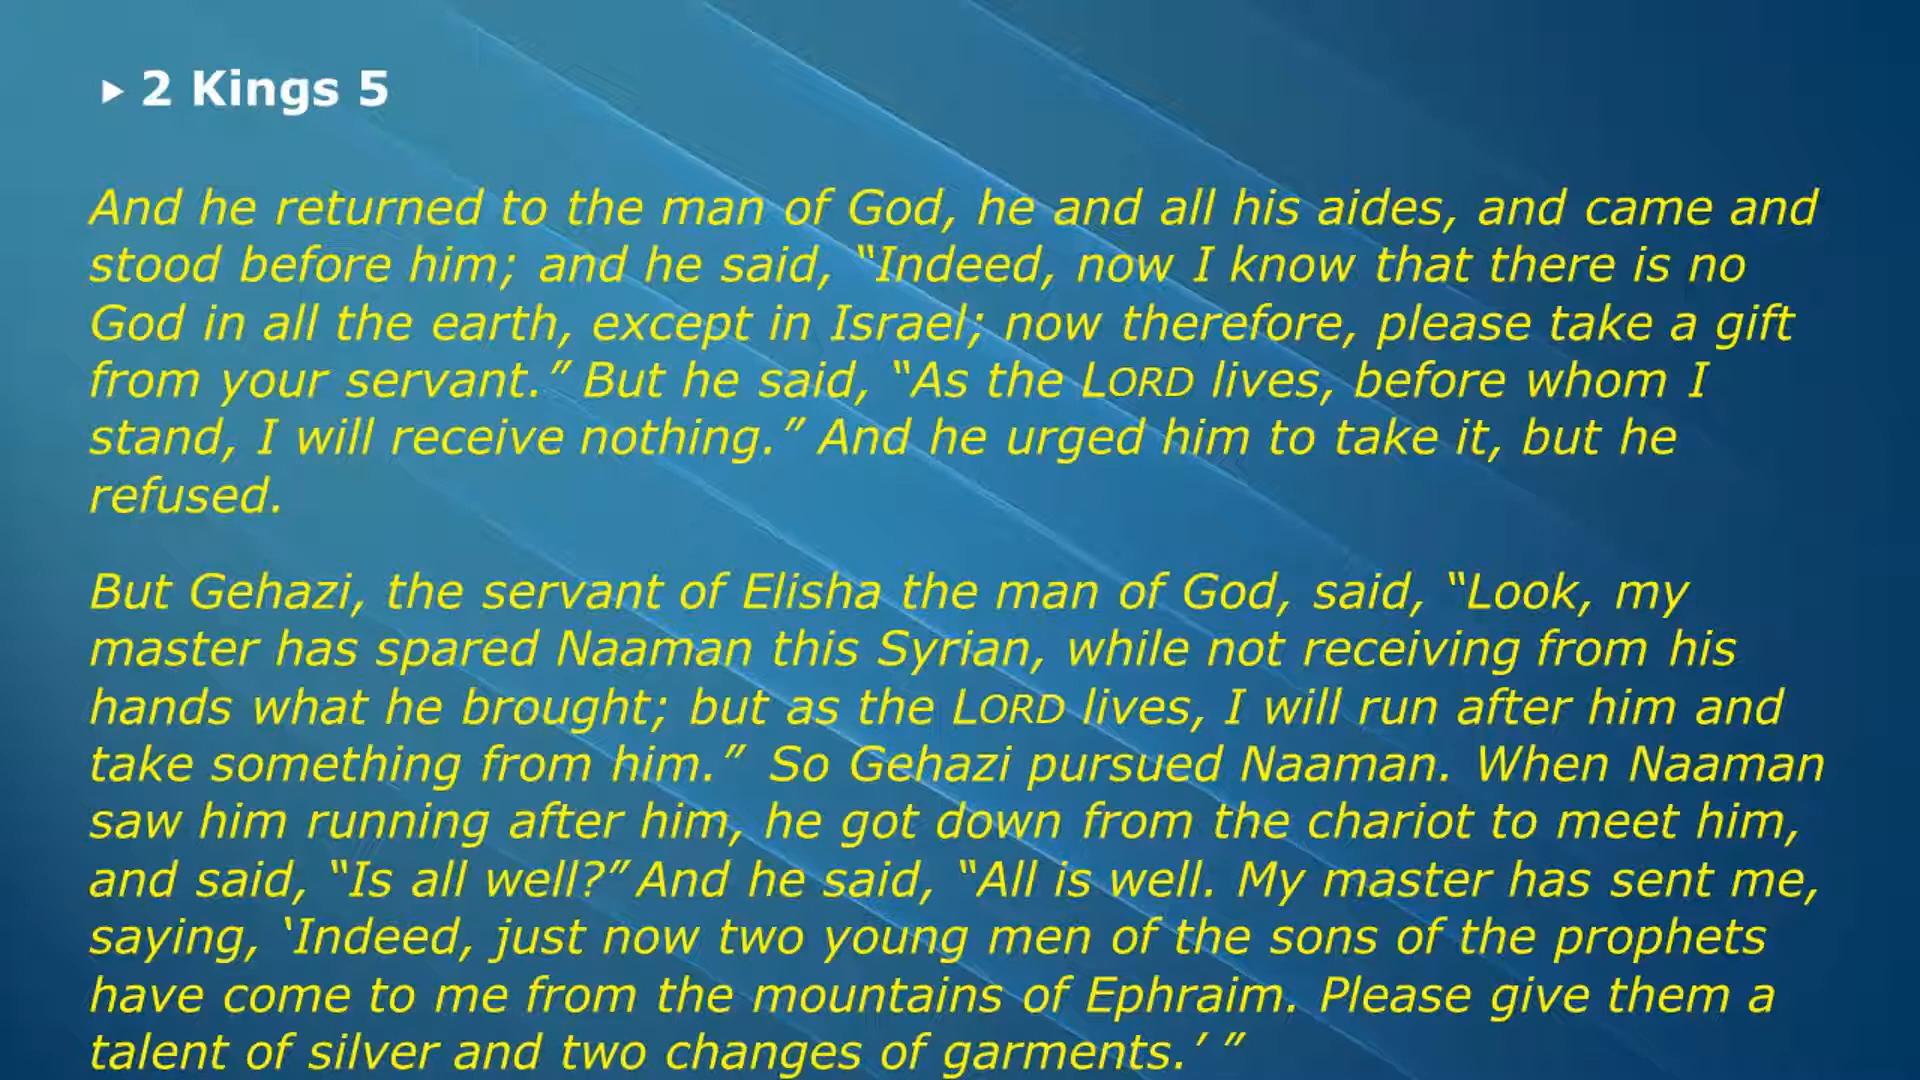 2 Kings 5
And he returned to the man of God, he and all his aides, and came and
stood before him; and he said, “Indeed, now I know that there is no
God in all the earth, except in Israel; now therefore, please take a gift
from your servant.” But he said, “As the LORD lives, before whom I
stand, I will receive nothing.” And he urged him to take it, but he
refused.
But Gehazi, the servant of Elisha the man of God, said, “Look, my
master has spared Naaman this Syrian, while not receiving from his
hands what he brought; but as the LORD lives, I will run after him and
take something from him.” So Gehazi pursued Naaman. When Naaman
saw him running after him, he got down from the chariot to meet him,
and said, “Is all well?” And he said, “All is well. My master has sent me,
saying, ‘Indeed, just now two young men of the sons of the prophets
have come to me from the mountains of Ephraim. Please give them a
talent of silver and two changes of garments.’ ”